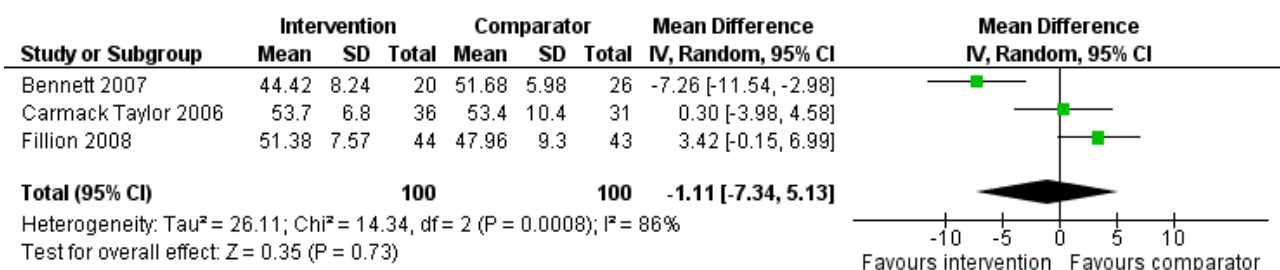 Intervention Comparator Mean Difference Mean Difference
Study or Subgroup Mean SD Total Mean SD Total IV, Random, 95% CI IV, Random, 95% CI
Bennett 2007 44.42 8.24 20 51.68 5.98 26 -7.26 [-11.54, -2.98]
Carmack Taylor 2006 53.7 6.8 36 53.4 10.4 31 0.30 [-3.98, 4.58]
Fillion 2008 51.38 7.57 44 47.96 9.3 43 3.42 [-0.15, 6.99]
Total (95% CI) 100 100 -1.11 [-7.34, 5.13]
Heterogeneity: Tau² = 26.11; Chi² = 14.34, df = 2 (P = 0.0008); I² = 86%
Test for overall effect: Z = 0.35 (P = 0.73)
-10 -5 0 5 10
Favours intervention Favours comparator